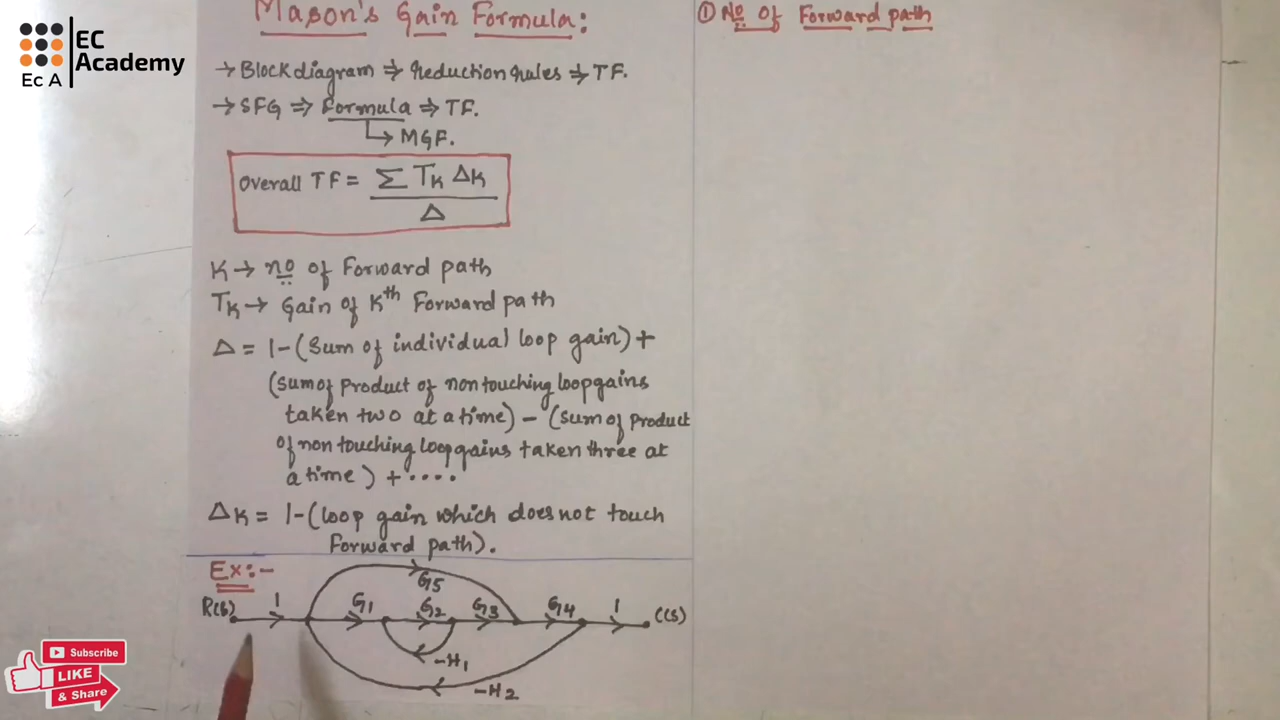 EC
Academy
EC A
Mason's Gain Formula:
→ Block diagram ⇒ Reduction rules ⇒ TF.
→ SFG ⇒ Formula ⇒ TF.
↳ MGF.
Overall TF = Σ TK ΔK
Δ
K → no of Forward path
TK → Gain of Kth Forward path
Δ = 1 - (Sum of individual loop gain) +
(sum of product of non touching loop gains
taken two at a time) - (sum of product
of non touching loop gains taken three at
a time) + ....
ΔK = 1 - (loop gain which does not touch
Forward path).
Ex:-
G5
R(S) 1 G1 G2 G3 G4 1 C(S)
-H1
-H2
① No of Forward path
Subscribe
LIKE
& Share